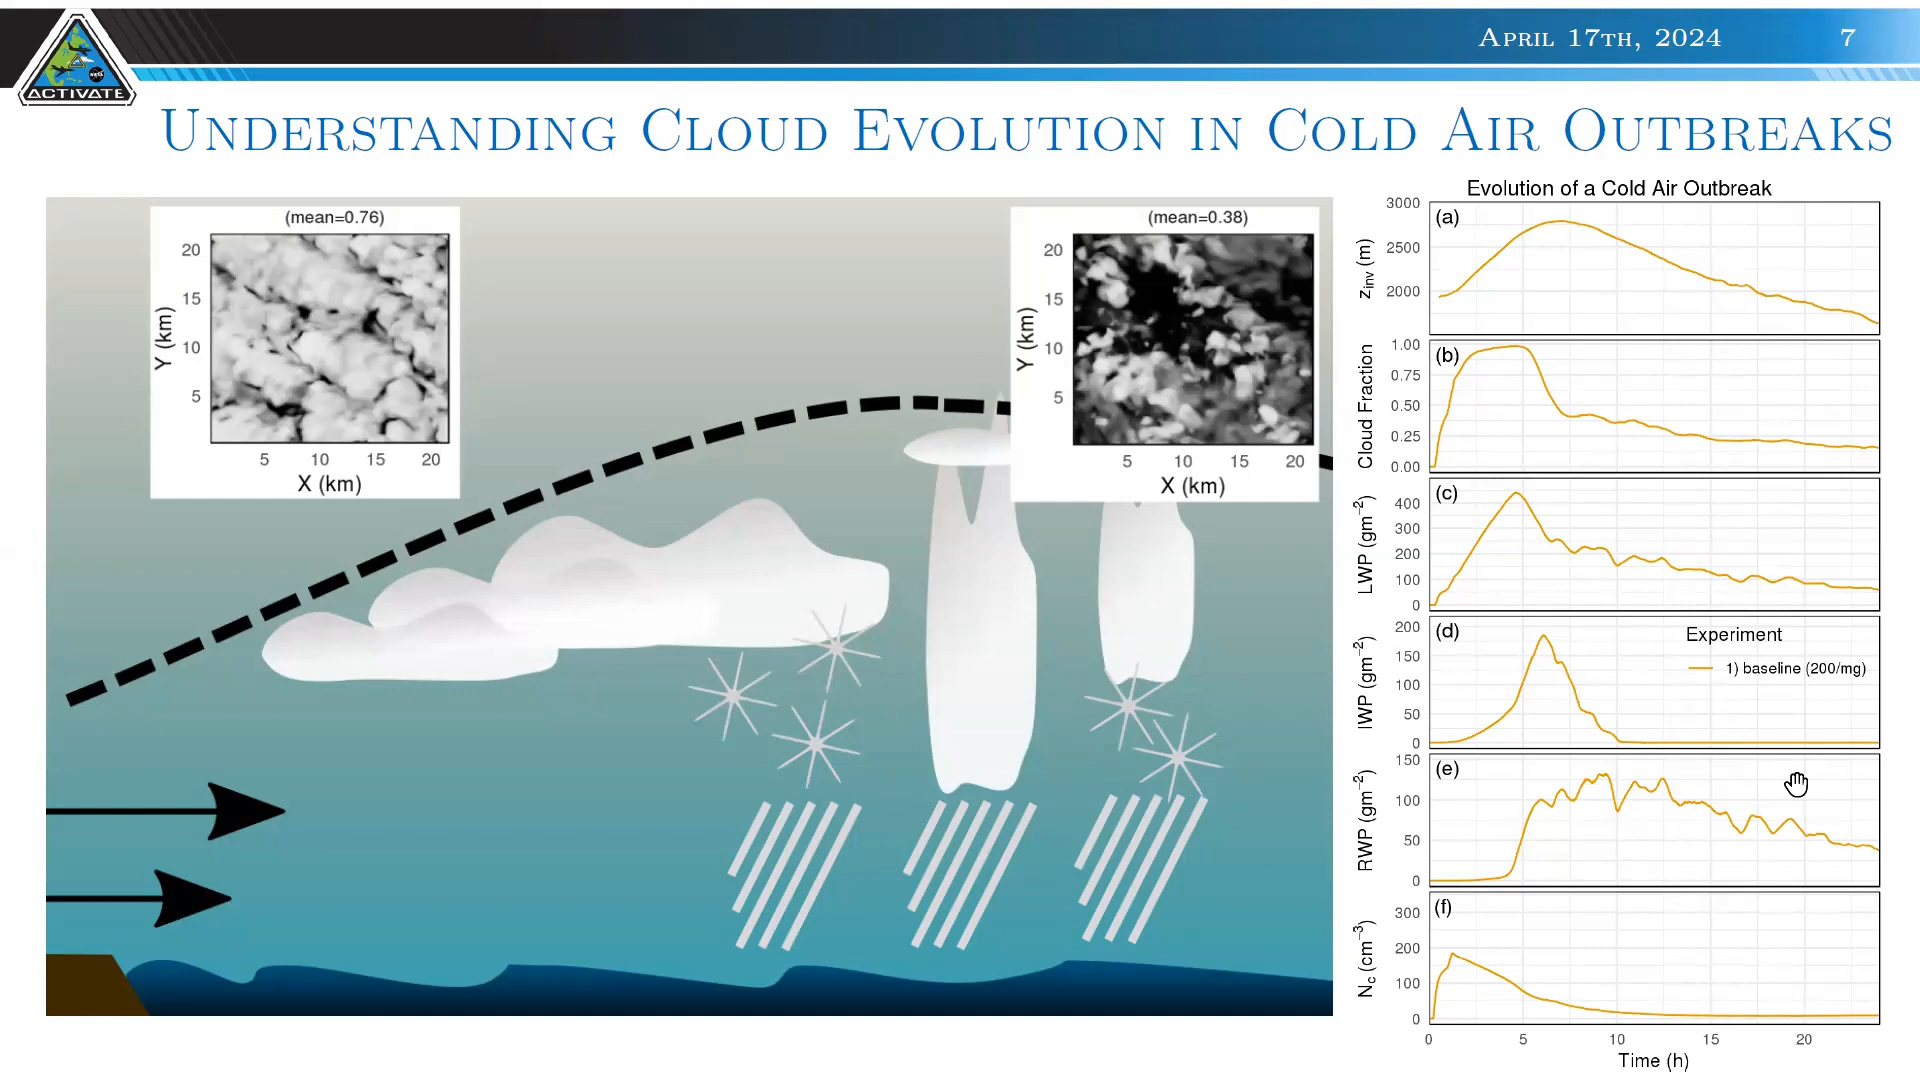 APRIL 17TH, 2024
7
ACTIVATE
UNDERSTANDING CLOUD EVOLUTION IN COLD AIR OUTBREAKS
(mean=0.76)
Y (km)
20
15
10
5
5 10 15 20
X (km)
(mean=0.38)
Y (km)
20
15
10
5
5 10 15 20
X (km)
Evolution of a Cold Air Outbreak
(a)
z_inv (m)
3000
2500
2000
(b)
Cloud Fraction
1.00
0.75
0.50
0.25
0.00
(c)
LWP (gm⁻²)
400
300
200
100
0
(d)
IWP (gm⁻²)
200
150
100
50
0
Experiment
1) baseline (200/mg)
(e)
RWP (gm⁻²)
150
100
50
0
(f)
N_c (cm⁻³)
300
200
100
0
0 5 10 15 20
Time (h)